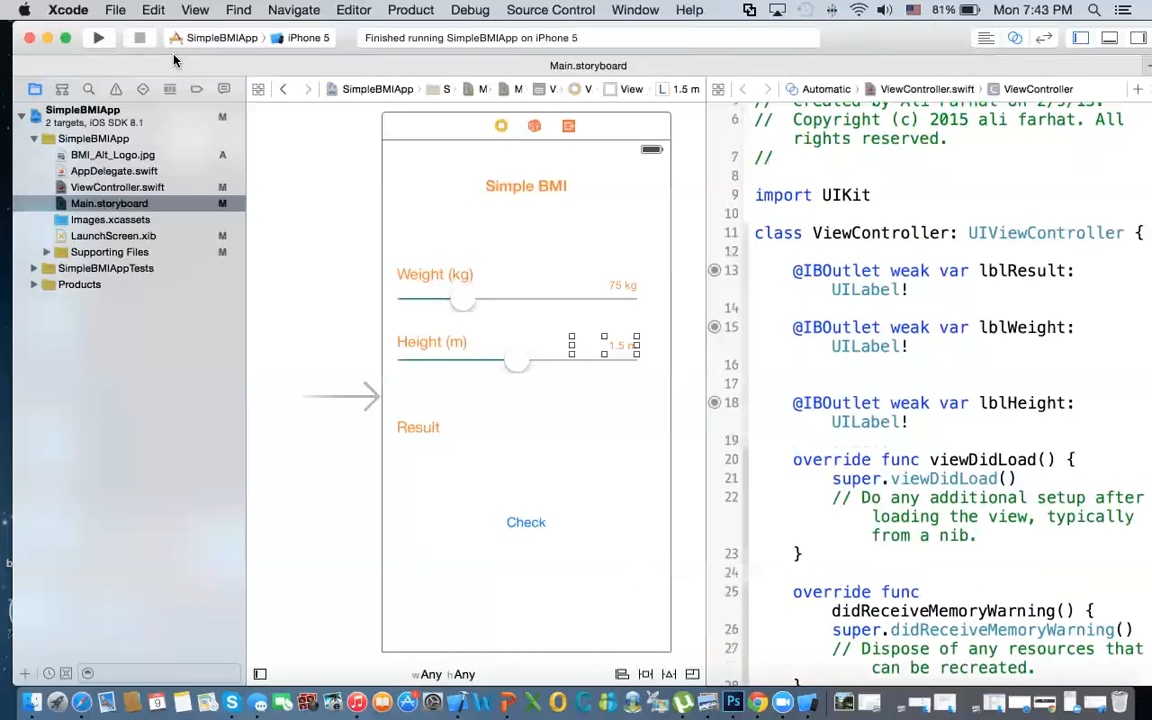 Xcode File Edit View Find Navigate Editor Product Debug Source Control Window Help 81% Mon 7:43 PM
SimpleBMIApp iPhone 5 Finished running SimpleBMIApp on iPhone 5
Main.storyboard
SimpleBMIApp S M M V. V View L 1.5 m Automatic ViewController.swift C ViewController
SimpleBMIApp
2 targets, iOS SDK 8.1 M
SimpleBMIApp
BMI_Alt_Logo.jpg A
AppDelegate.swift
ViewController.swift M
Main.storyboard M
Images.xcassets
LaunchScreen.xib M
Supporting Files M
SimpleBMIAppTests
Products
Simple BMI
Weight (kg)
75 kg
Height (m)
1.5 m
Result
Check
wAny hAny
// Created by Ali Farhat on 2/9/15.
6 // Copyright (c) 2015 ali farhat. All
rights reserved.
7 //
8
9 import UIKit
10
11 class ViewController: UIViewController {
12
13 @IBOutlet weak var lblResult:
UILabel!
14
15 @IBOutlet weak var lblWeight:
UILabel!
16
17
18 @IBOutlet weak var lblHeight:
UILabel!
19
20 override func viewDidLoad() {
21 super.viewDidLoad()
22 // Do any additional setup after
loading the view, typically
from a nib.
23 }
24
25 override func
didReceiveMemoryWarning() {
26 super.didReceiveMemoryWarning()
27 // Dispose of any resources that
can be recreated.